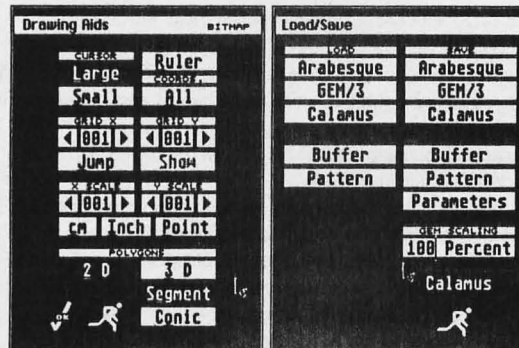 Drawing Aids BITMAP
CURSOR
Large
Small
Ruler
COORDS.
All
GRID X GRID Y
001 001
Jump Show
X SCALE Y SCALE
001 001
cm Inch Point
POLYGONS
2 D 3 D
Segment
Conic
OK
Load/Save
LOAD SAVE
Arabesque Arabesque
GEM/3 GEM/3
Calamus Calamus
Buffer Buffer
Pattern Pattern
Parameters
GEM SCALING
100 Percent
Calamus